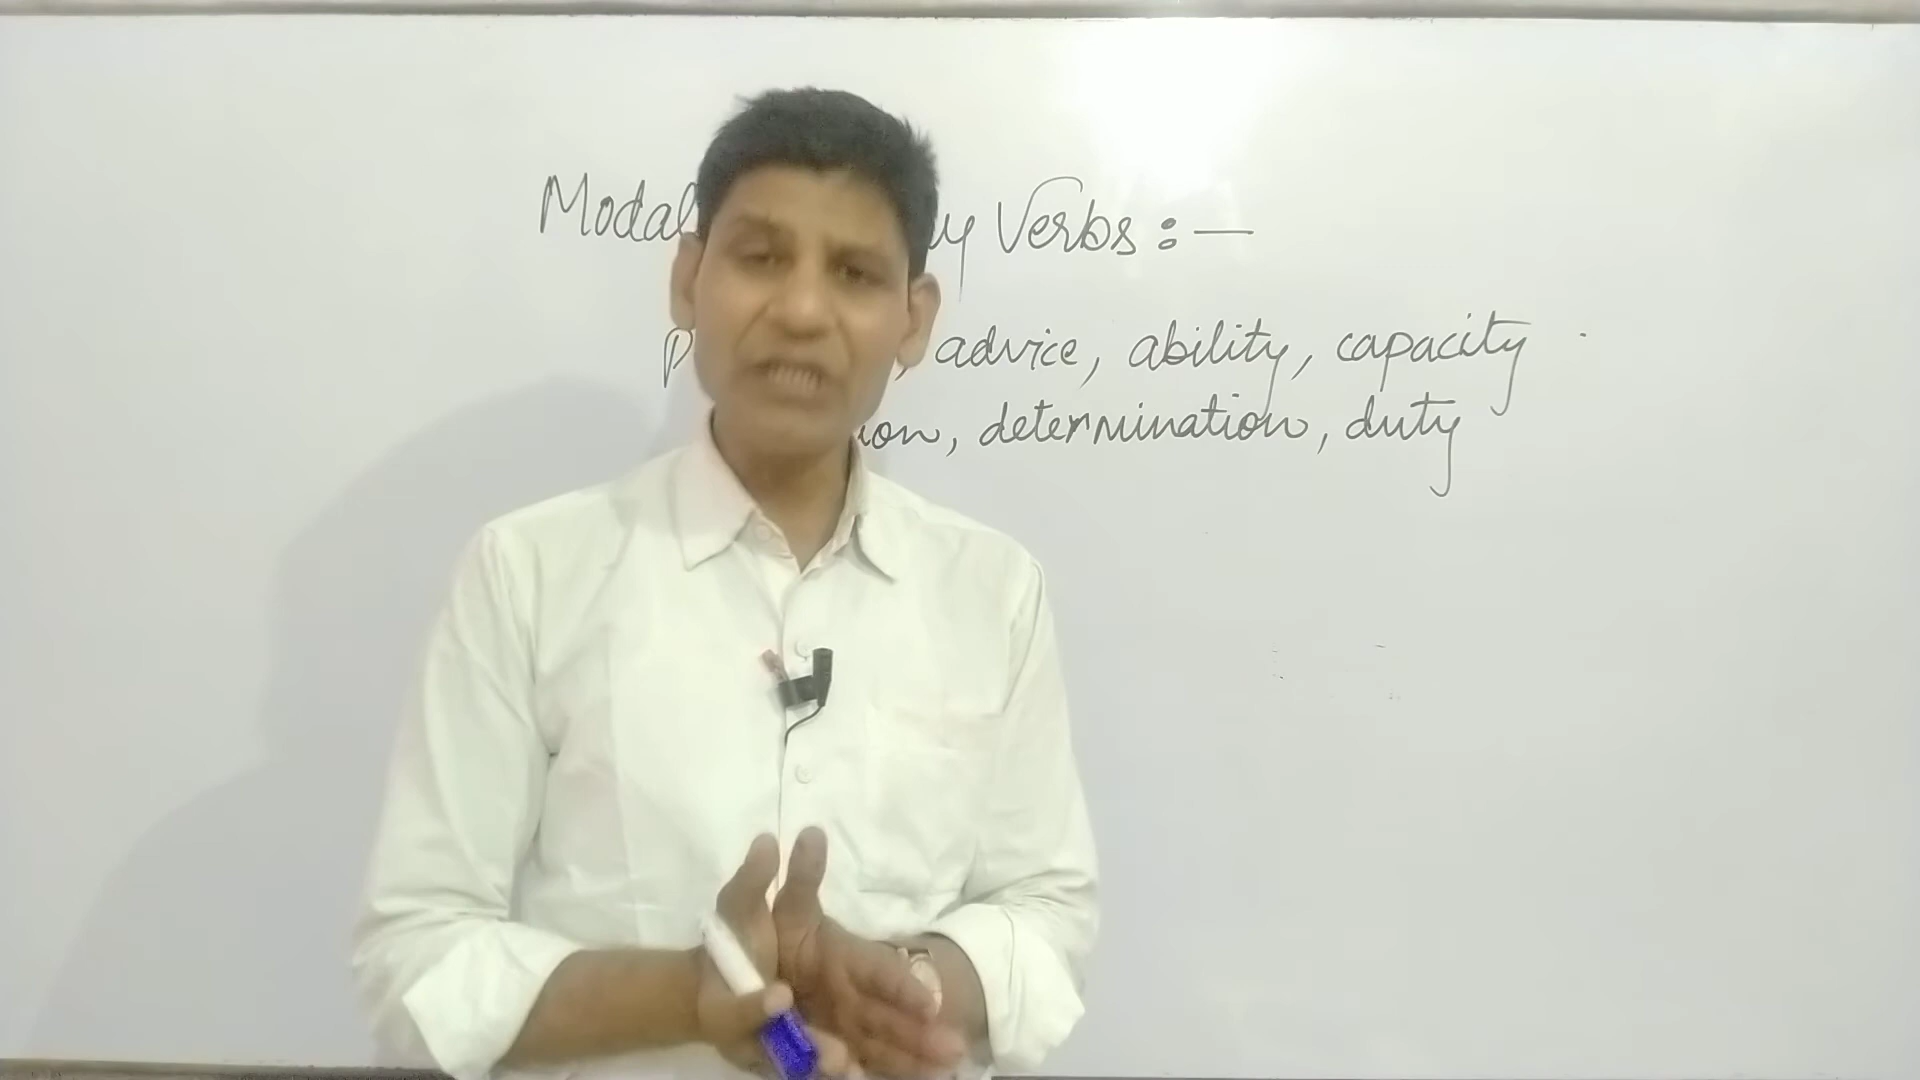 Modal Verbs :-
advice, ability, capacity
determination, duty